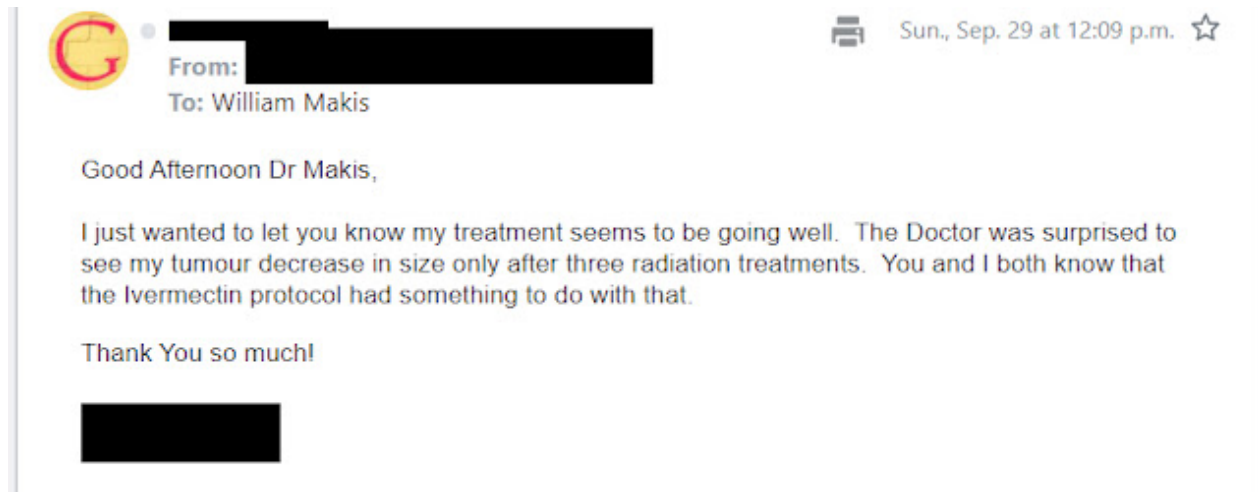 G
Sun., Sep. 29 at 12:09 p.m.
From:
To: William Makis
Good Afternoon Dr Makis,
I just wanted to let you know my treatment seems to be going well.  The Doctor was surprised to
see my tumour decrease in size only after three radiation treatments.  You and I both know that
the Ivermectin protocol had something to do with that.
Thank You so much!